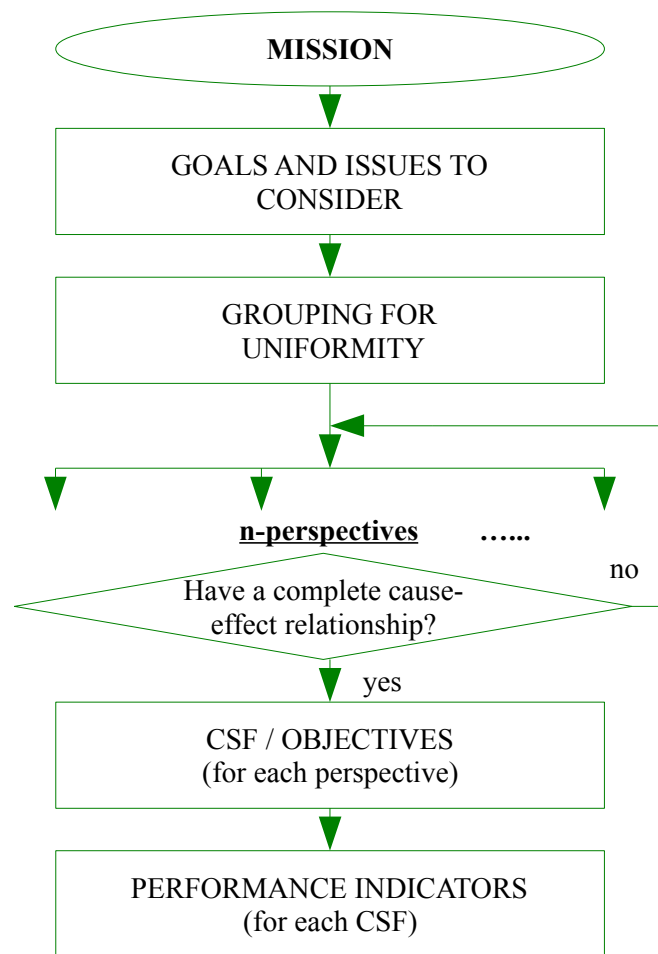 MISSION
GOALS AND ISSUES TO
CONSIDER
GROUPING FOR
UNIFORMITY
n-perspectives …...
no
Have a complete cause-
effect relationship?
yes
CSF / OBJECTIVES
(for each perspective)
PERFORMANCE INDICATORS
(for each CSF)